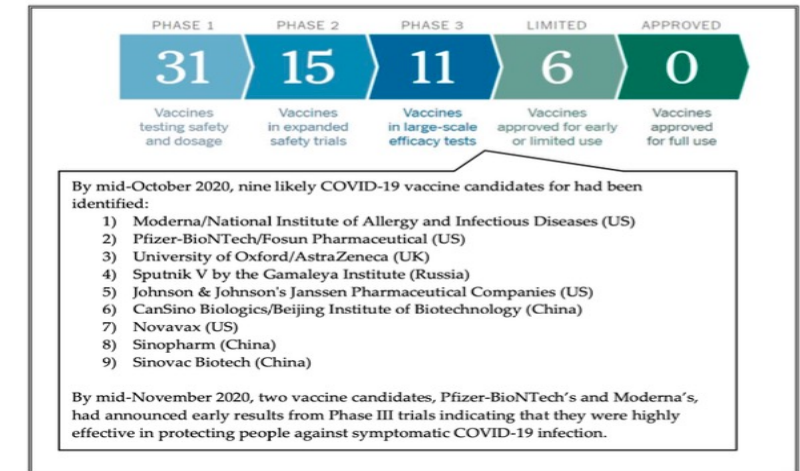 PHASE 1 PHASE 2 PHASE 3 LIMITED APPROVED
31 15 11 6 0
Vaccines testing safety and dosage
Vaccines in expanded safety trials
Vaccines in large-scale efficacy tests
Vaccines approved for early or limited use
Vaccines approved for full use
By mid-October 2020, nine likely COVID-19 vaccine candidates for had been
identified:
1) Moderna/National Institute of Allergy and Infectious Diseases (US)
2) Pfizer-BioNTech/Fosun Pharmaceutical (US)
3) University of Oxford/AstraZeneca (UK)
4) Sputnik V by the Gamaleya Institute (Russia)
5) Johnson & Johnson's Janssen Pharmaceutical Companies (US)
6) CanSino Biologics/Beijing Institute of Biotechnology (China)
7) Novavax (US)
8) Sinopharm (China)
9) Sinovac Biotech (China)
By mid-November 2020, two vaccine candidates, Pfizer-BioNTech's and Moderna's,
had announced early results from Phase III trials indicating that they were highly
effective in protecting people against symptomatic COVID-19 infection.